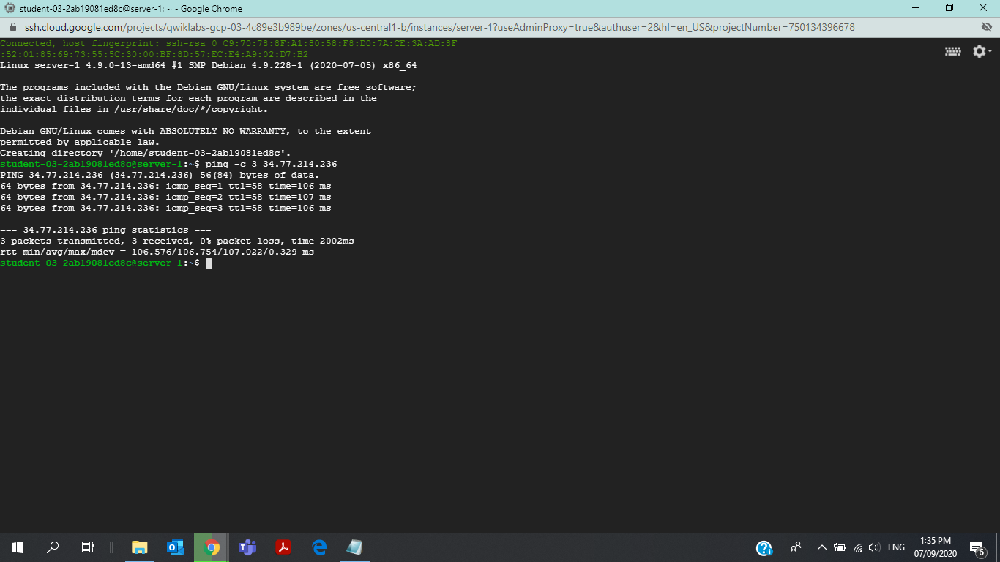 student-03-2ab19081ed8c@server-1: ~ - Google Chrome
ssh.cloud.google.com/projects/qwiklabs-gcp-03-4c89e3b989be/zones/us-central1-b/instances/server-1?useAdminProxy=true&authuser=2&hl=en_US&projectNumber=750134396678
Connected, host fingerprint: ssh-rsa 0 C9:70:78:8F:A1:80:58:F8:D0:7A:CE:3A:AD:8F
:52:01:85:69:73:55:5C:30:00:BF:8D:57:EC:E4:A9:02:D7:B2
Linux server-1 4.9.0-13-amd64 #1 SMP Debian 4.9.228-1 (2020-07-05) x86_64
The programs included with the Debian GNU/Linux system are free software;
the exact distribution terms for each program are described in the
individual files in /usr/share/doc/*/copyright.
Debian GNU/Linux comes with ABSOLUTELY NO WARRANTY, to the extent
permitted by applicable law.
Creating directory '/home/student-03-2ab19081ed8c'.
student-03-2ab19081ed8c@server-1:~$ ping -c 3 34.77.214.236
PING 34.77.214.236 (34.77.214.236) 56(84) bytes of data.
64 bytes from 34.77.214.236: icmp_seq=1 ttl=58 time=106 ms
64 bytes from 34.77.214.236: icmp_seq=2 ttl=58 time=107 ms
64 bytes from 34.77.214.236: icmp_seq=3 ttl=58 time=106 ms
--- 34.77.214.236 ping statistics ---
3 packets transmitted, 3 received, 0% packet loss, time 2002ms
rtt min/avg/max/mdev = 106.576/106.754/107.022/0.329 ms
student-03-2ab19081ed8c@server-1:~$
ENG
1:35 PM
07/09/2020
6